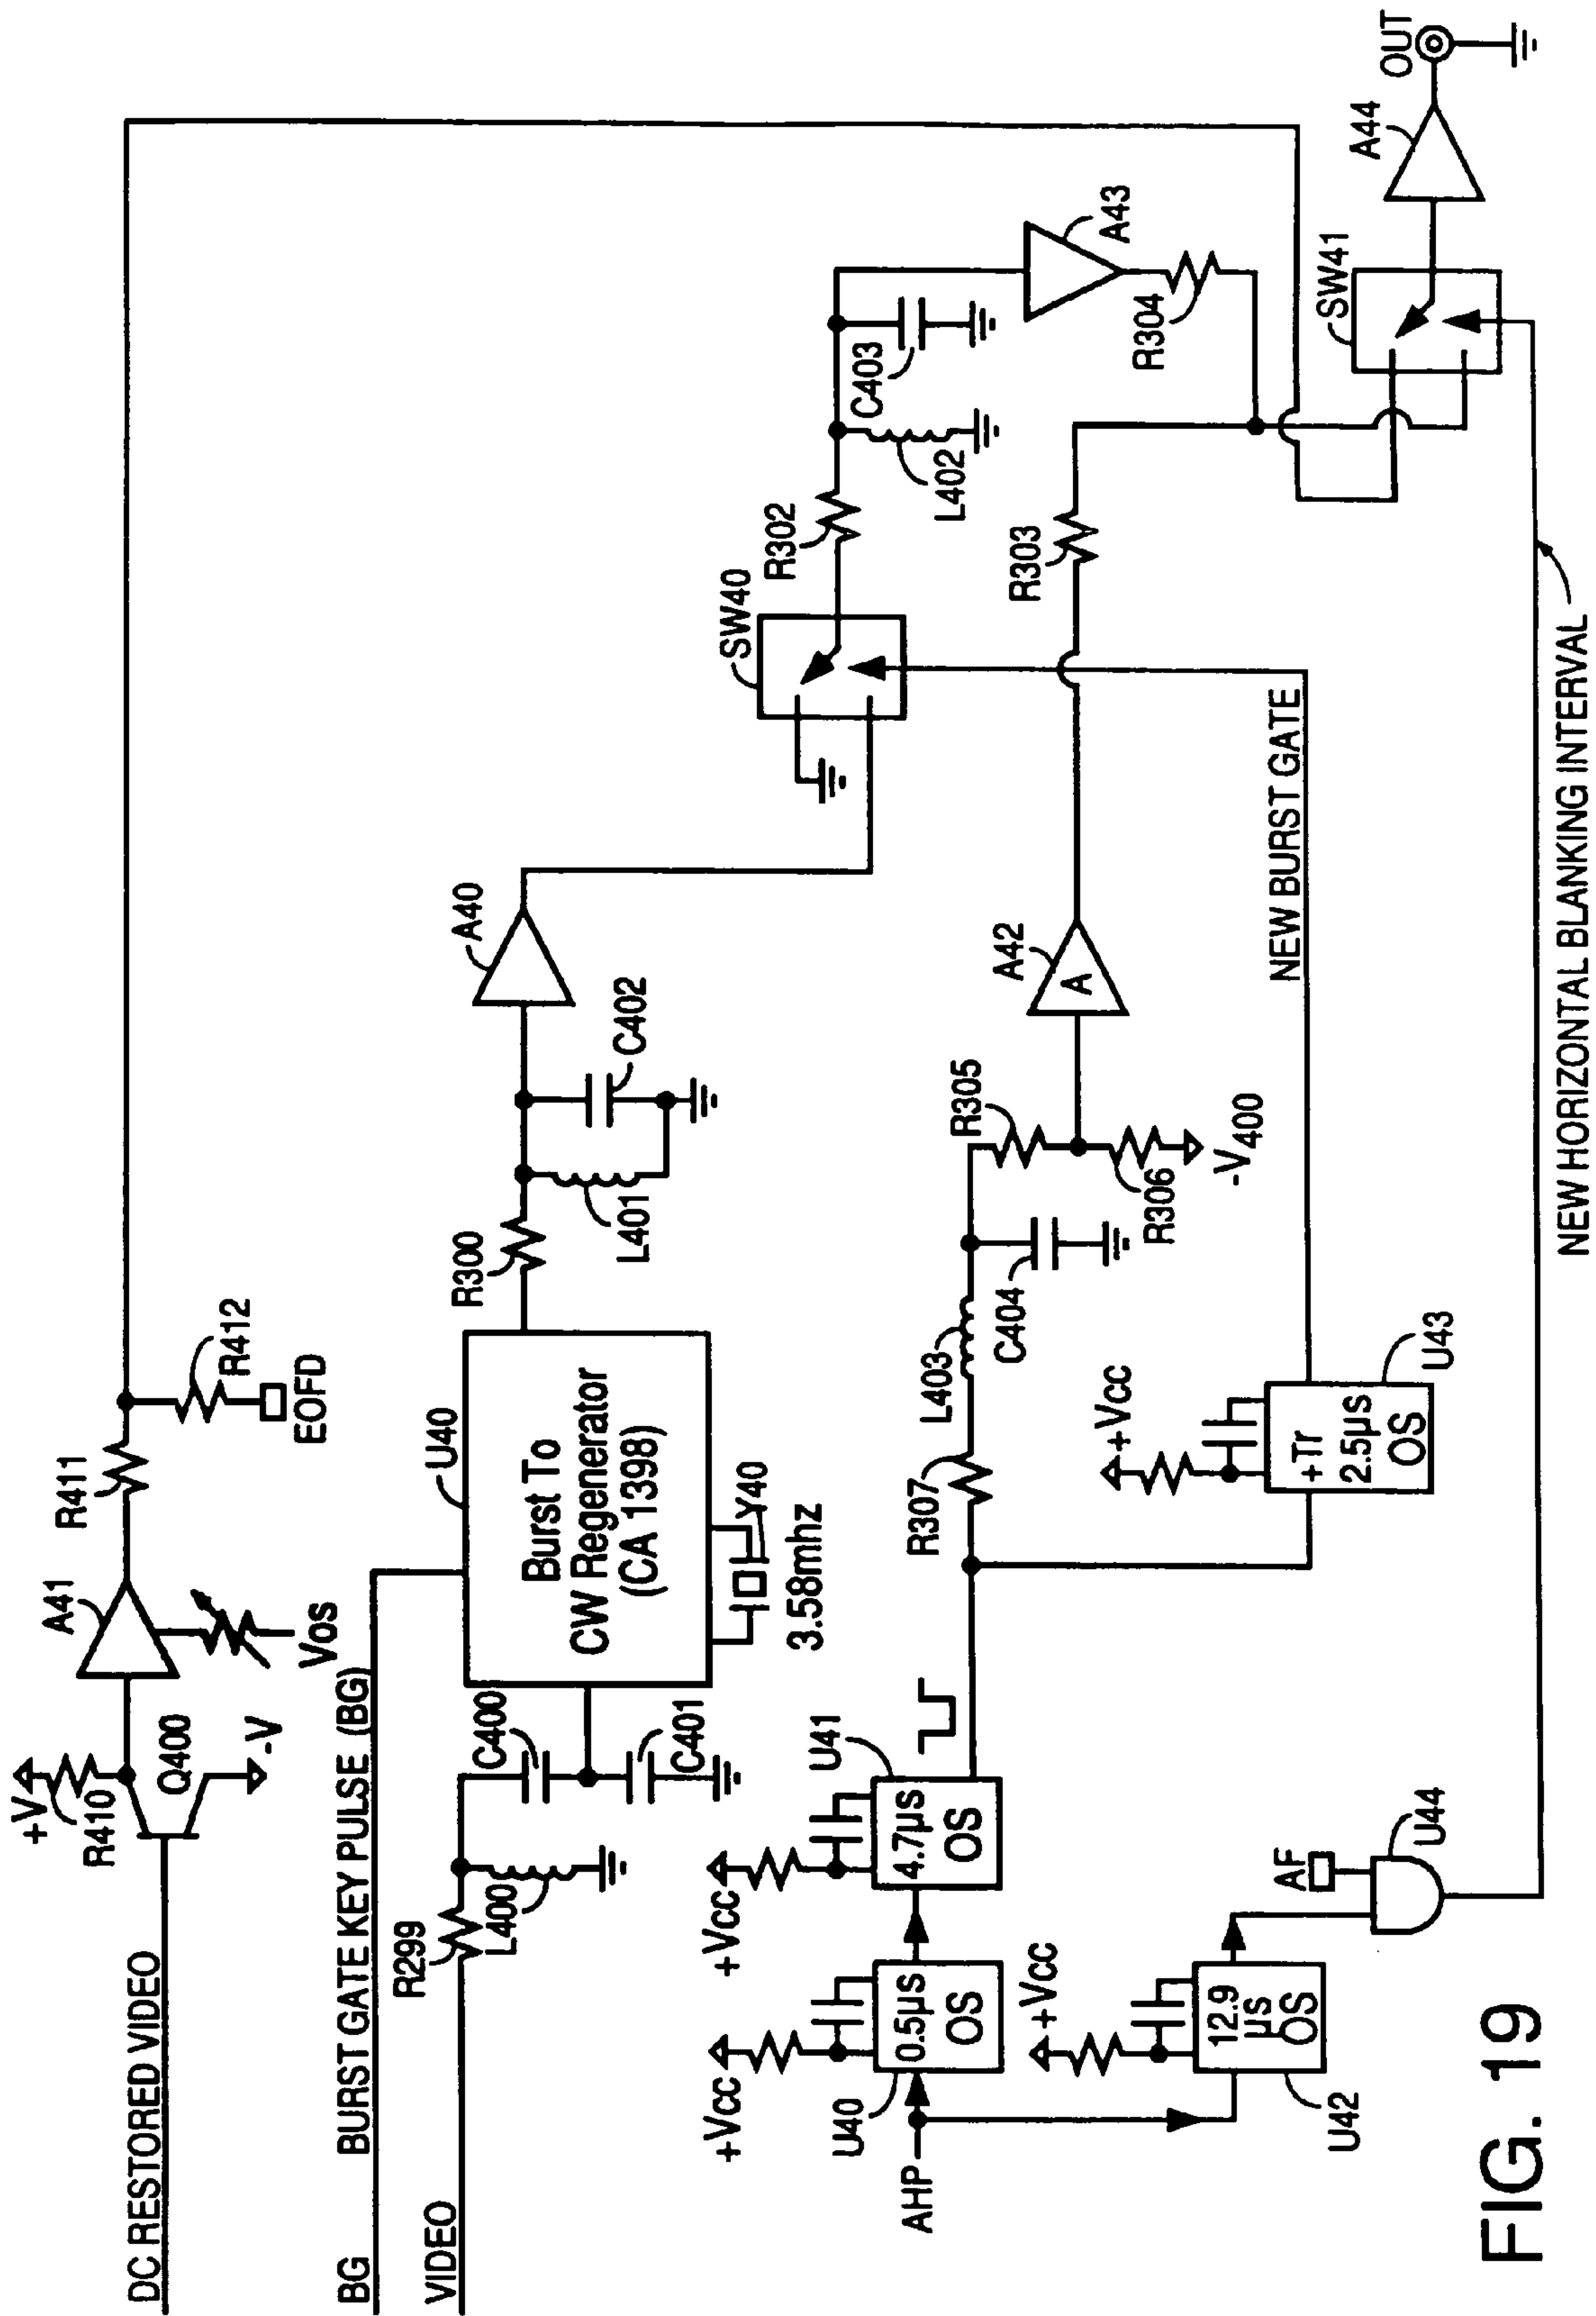 DC RESTORED VIDEO
+V
R410
Q400
-V
A41
VOS
R411
R412
EOFD
BG
BURST GATE KEY PULSE (BG)
VIDEO
R299
L400
C400
C401
U40
Burst To
CW Regenerator
(CA 1398)
Y40
3.58mhz
R300
L401
C402
A40
SW40
R302
L402
C403
A43
R304
AHP
U40
+Vcc
0.5µs
OS
+Vcc
U41
4.7µs
OS
R307
L403
C404
R305
R306
-V400
A42
A
R303
+Vcc
U42
12.9
µs
OS
AF
U44
+Vcc
+Tr
2.5µs
OS
U43
NEW BURST GATE
NEW HORIZONTAL BLANKING INTERVAL
SW41
A44
OUT
FIG. 19